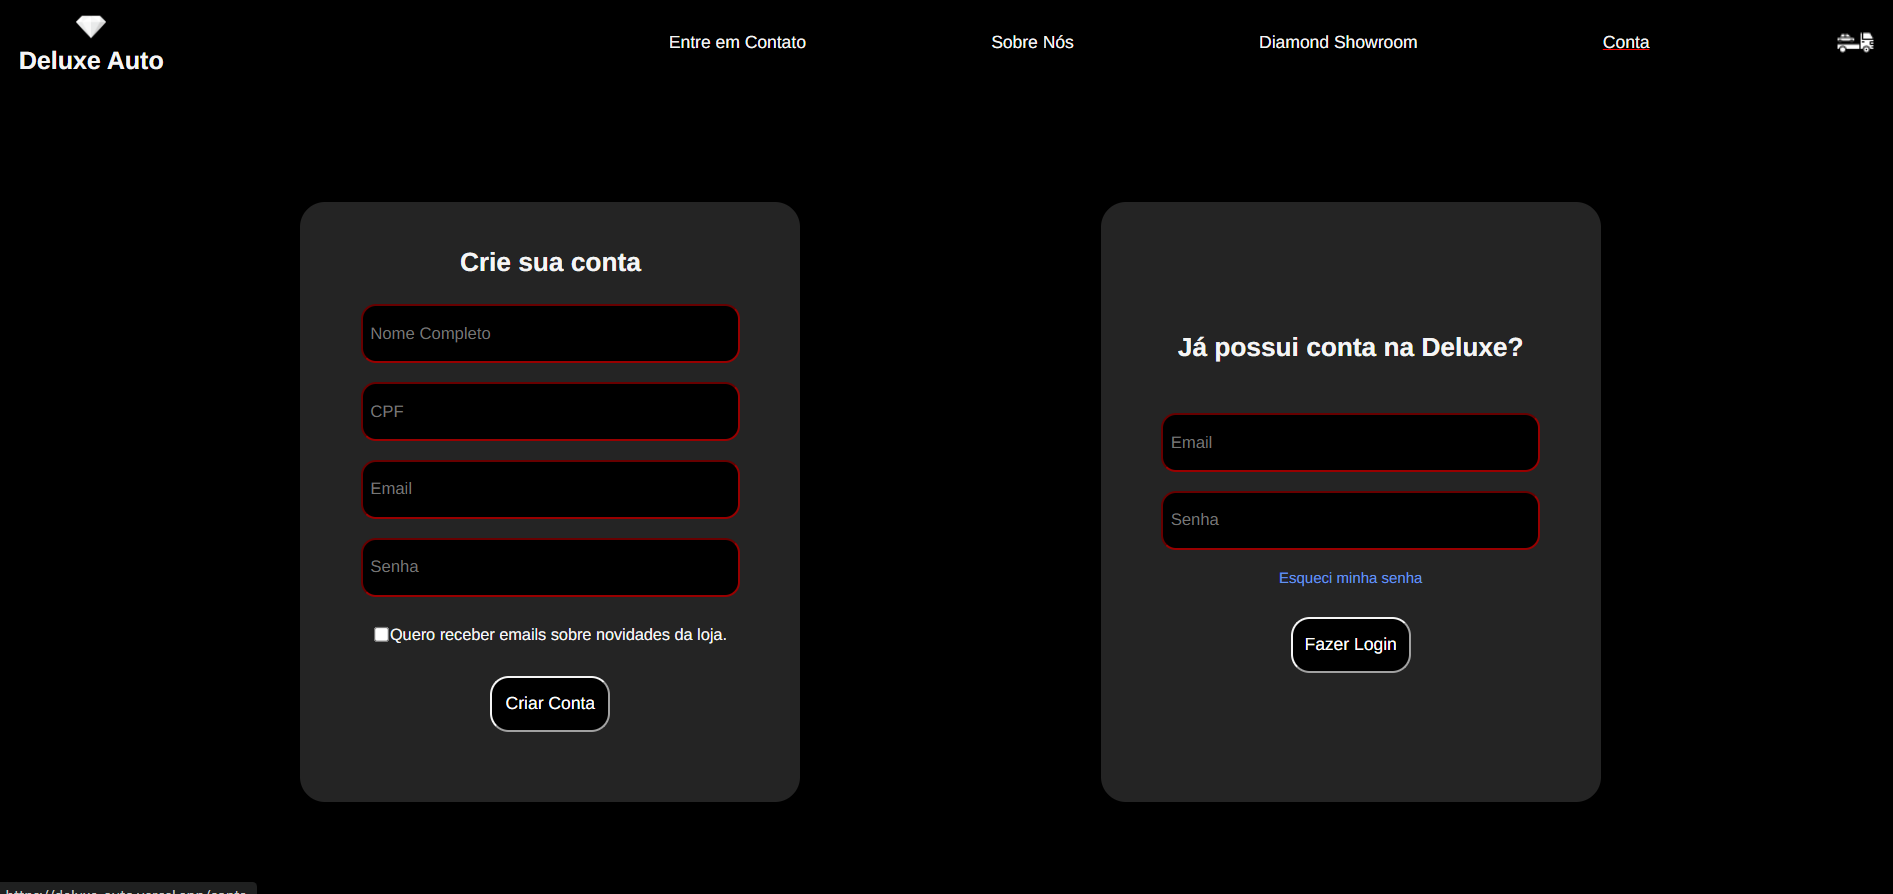 Deluxe Auto
Entre em Contato
Sobre Nós
Diamond Showroom
Conta
Crie sua conta
Nome Completo
CPF
Email
Senha
Quero receber emails sobre novidades da loja.
Criar Conta
Já possui conta na Deluxe?
Email
Senha
Esqueci minha senha
Fazer Login